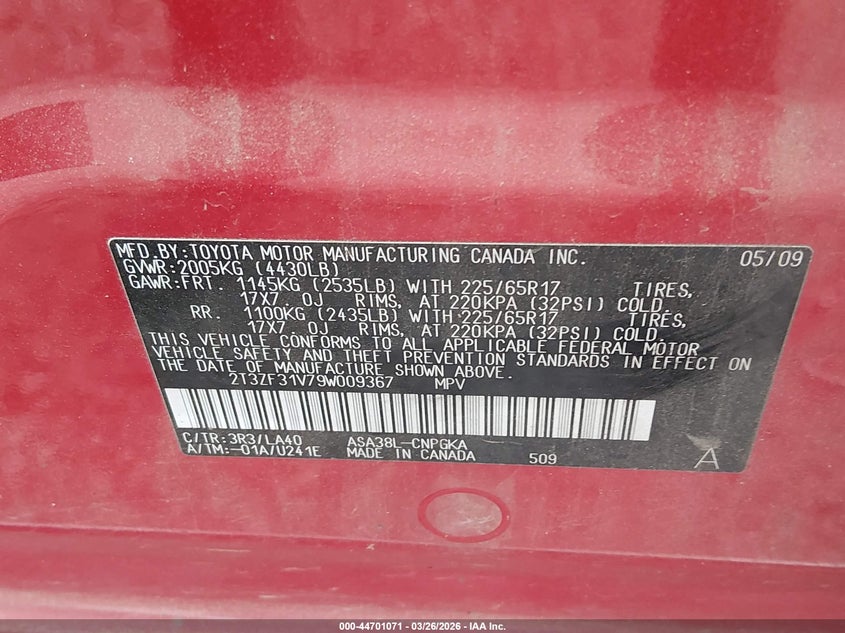 MFD.BY:TOYOTA MOTOR MANUFACTURING CANADA INC. 05/09
GVWR:2005KG (4430LB)
GAWR:FRT. 1145KG (2535LB) WITH 225/65R17 TIRES,
17X7.0J RIMS, AT 220KPA (32PSI) COLD
RR. 1100KG (2435LB) WITH 225/65R17 TIRES,
17X7.0J RIMS, AT 220KPA (32PSI) COLD.
THIS VEHICLE CONFORMS TO ALL APPLICABLE FEDERAL MOTOR
VEHICLE SAFETY AND THEFT PREVENTION STANDARDS IN EFFECT ON
THE DATE OF MANUFACTURE SHOWN ABOVE.
2T3ZF31V79W009367 MPV
C/TR:3R3/LA40 ASA38L-CNPGKA
A/TM:-01A/U241E MADE IN CANADA 509 A
000-44701071 - 03/26/2026 - IAA Inc.